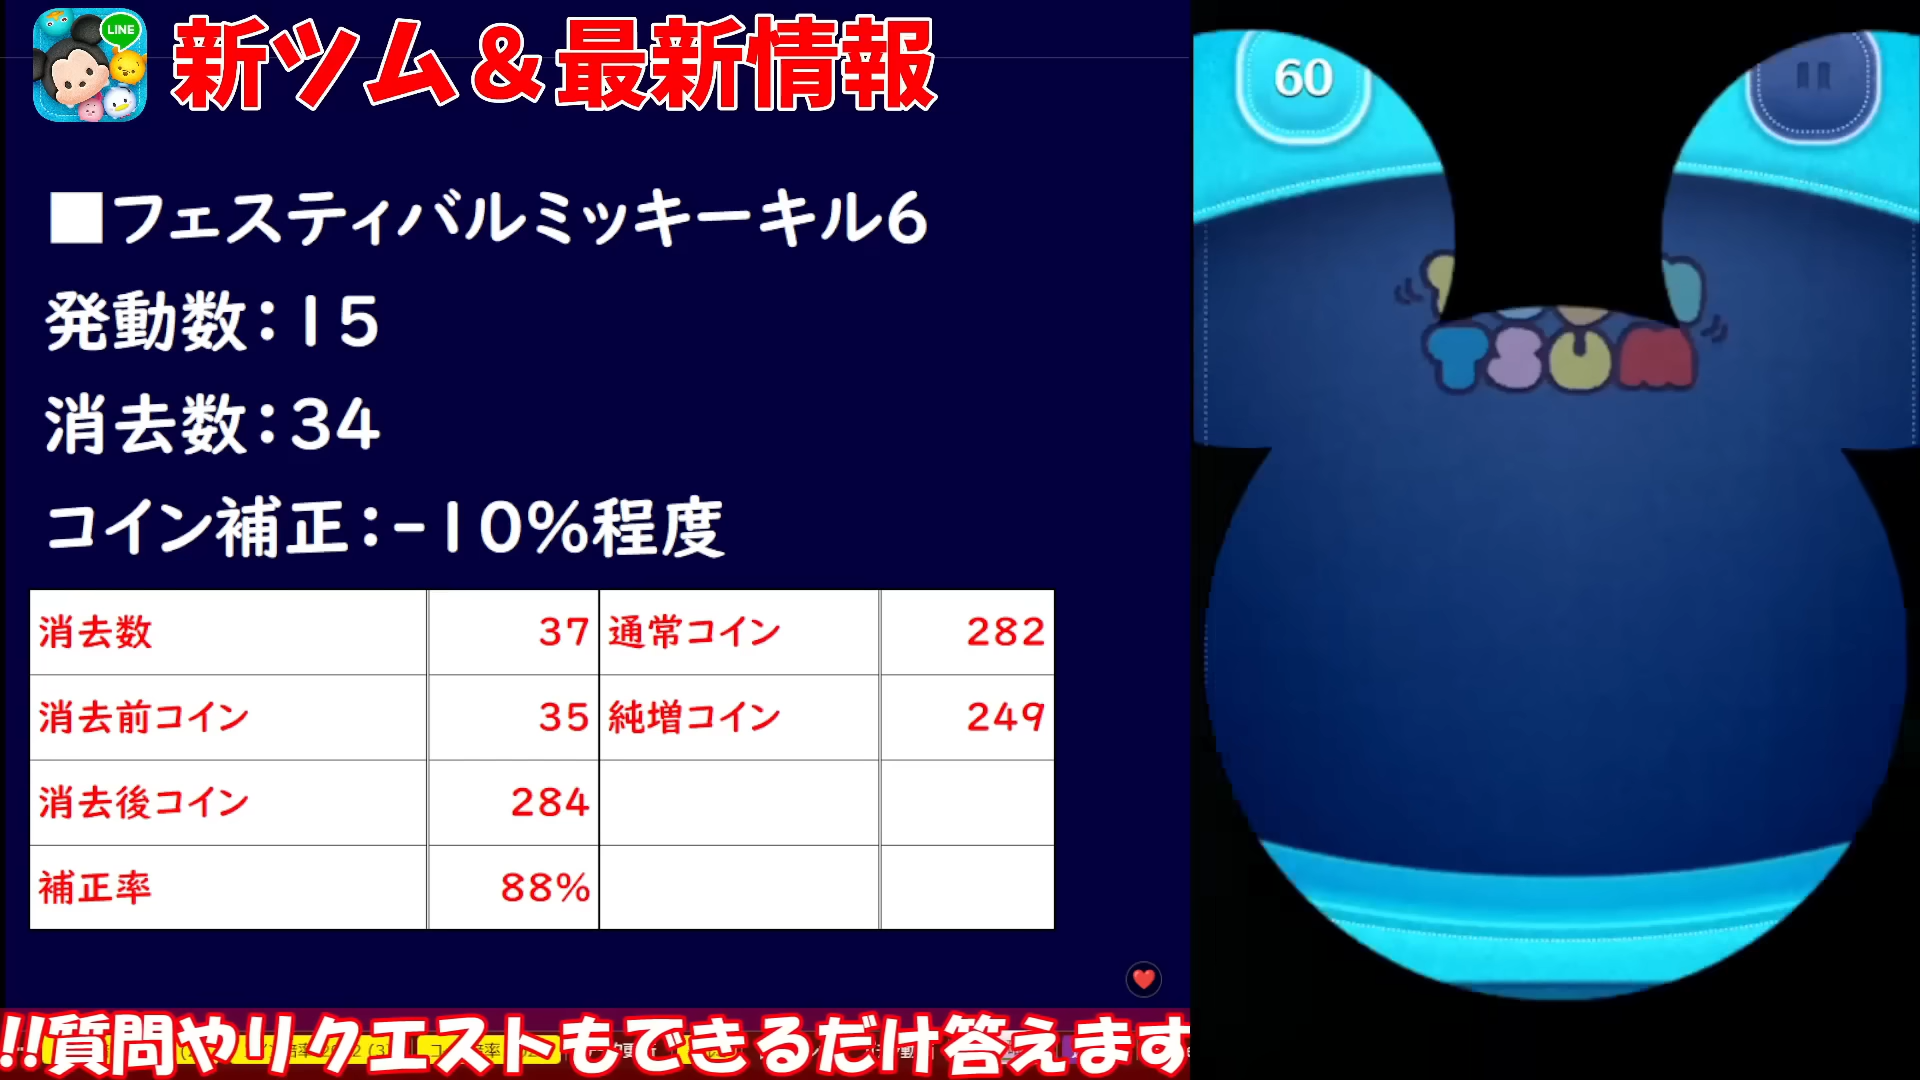 LINE
新ツム＆最新情報
■フェスティバルミッキーキル6
発動数:15
消去数:34
コイン補正:-10%程度
消去数 37 通常コイン 282
消去前コイン 35 純増コイン 249
消去後コイン 284
補正率 88%
!!質問やリクエストもできるだけ答えます
60
TSUM